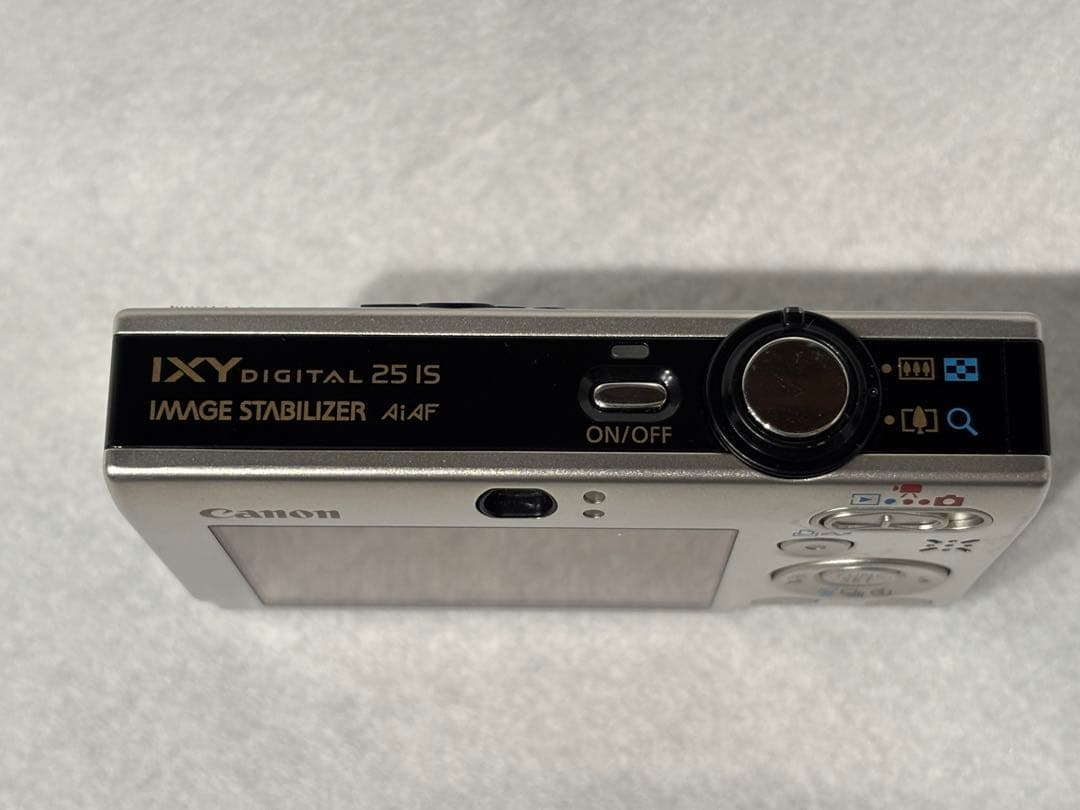 IXY DIGITAL 25 IS
IMAGE STABILIZER AiAF
ON/OFF
Canon